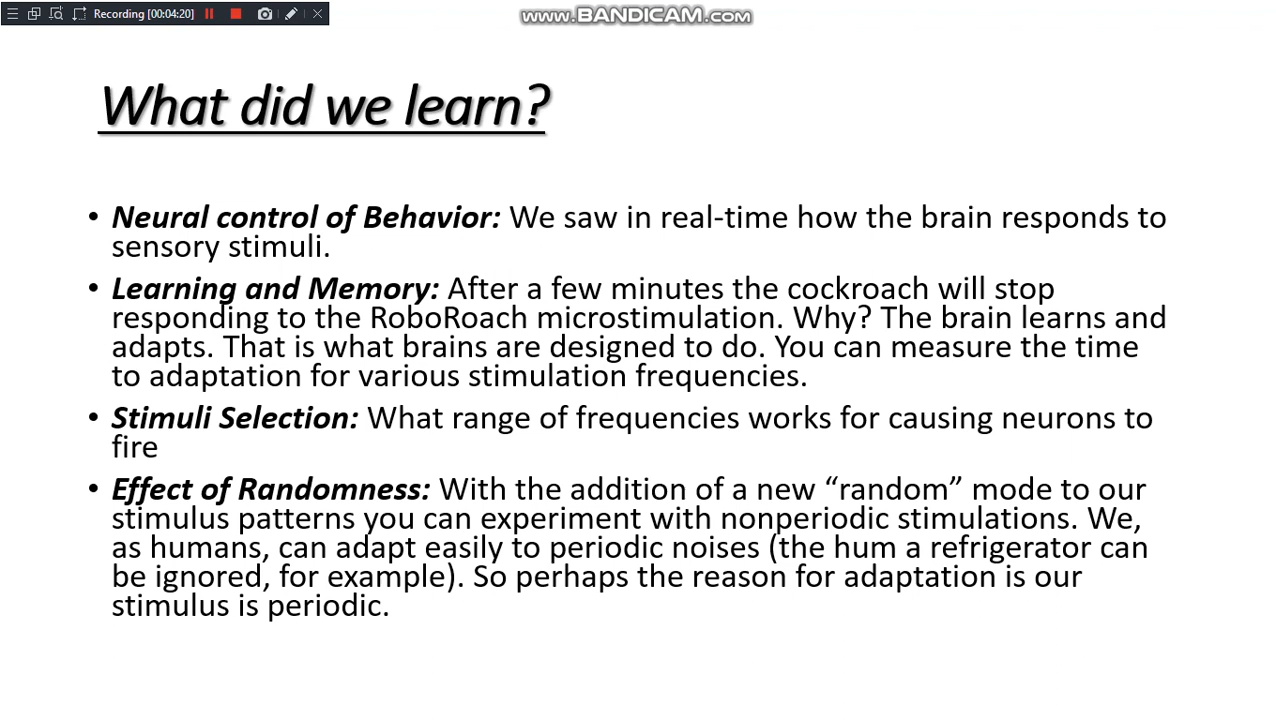 Recording [00:04:20]
www.BANDICAM.com
What did we learn?
• Neural control of Behavior: We saw in real-time how the brain responds to
sensory stimuli.
• Learning and Memory: After a few minutes the cockroach will stop
responding to the RoboRoach microstimulation. Why? The brain learns and
adapts. That is what brains are designed to do. You can measure the time
to adaptation for various stimulation frequencies.
• Stimuli Selection: What range of frequencies works for causing neurons to
fire
• Effect of Randomness: With the addition of a new “random” mode to our
stimulus patterns you can experiment with nonperiodic stimulations. We,
as humans, can adapt easily to periodic noises (the hum a refrigerator can
be ignored, for example). So perhaps the reason for adaptation is our
stimulus is periodic.